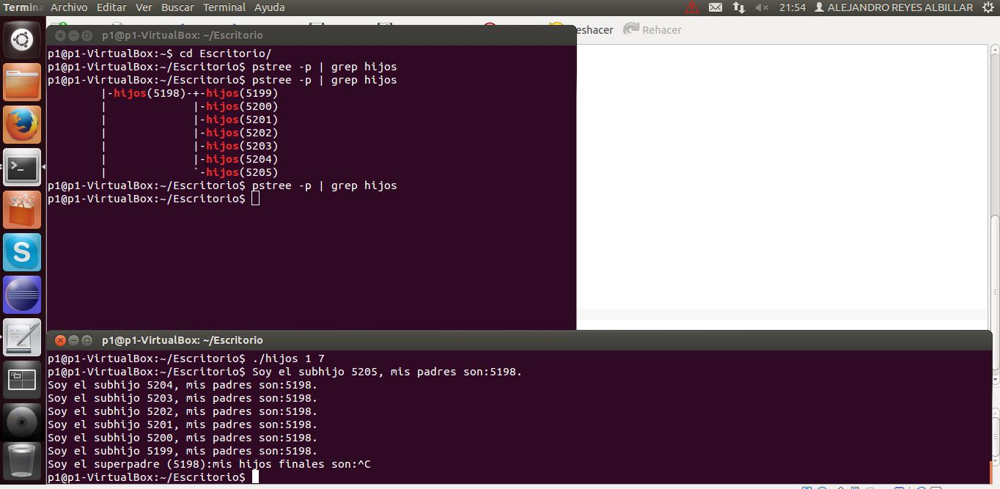 Termina Archivo Editar Ver Buscar Terminal Ayuda 21:54 ALEJANDRO REYES ALBILLAR
eshacer Rehacer
p1@p1-VirtualBox: ~/Escritorio
p1@p1-VirtualBox:~$ cd Escritorio/
p1@p1-VirtualBox:~/Escritorio$ pstree -p | grep hijos
p1@p1-VirtualBox:~/Escritorio$ pstree -p | grep hijos
        |-hijos(5198)-+-hijos(5199)
        |             |-hijos(5200)
        |             |-hijos(5201)
        |             |-hijos(5202)
        |             |-hijos(5203)
        |             |-hijos(5204)
        |             `-hijos(5205)
p1@p1-VirtualBox:~/Escritorio$ pstree -p | grep hijos
p1@p1-VirtualBox:~/Escritorio$
p1@p1-VirtualBox: ~/Escritorio
p1@p1-VirtualBox:~/Escritorio$ ./hijos 1 7
p1@p1-VirtualBox:~/Escritorio$ Soy el subhijo 5205, mis padres son:5198.
Soy el subhijo 5204, mis padres son:5198.
Soy el subhijo 5203, mis padres son:5198.
Soy el subhijo 5202, mis padres son:5198.
Soy el subhijo 5201, mis padres son:5198.
Soy el subhijo 5200, mis padres son:5198.
Soy el subhijo 5199, mis padres son:5198.
Soy el superpadre (5198):mis hijos finales son:^C
p1@p1-VirtualBox:~/Escritorio$